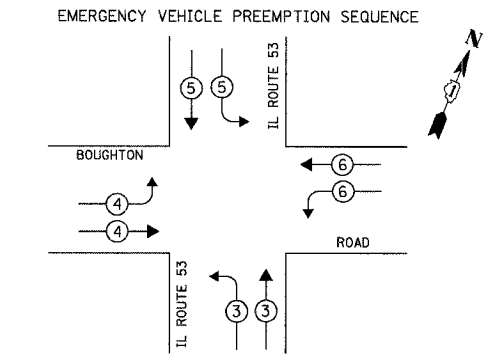 EMERGENCY VEHICLE PREEMPTION SEQUENCE
N
1
IL ROUTE 53
5
5
BOUGHTON
6
6
4
4
ROAD
IL ROUTE 53
3
3